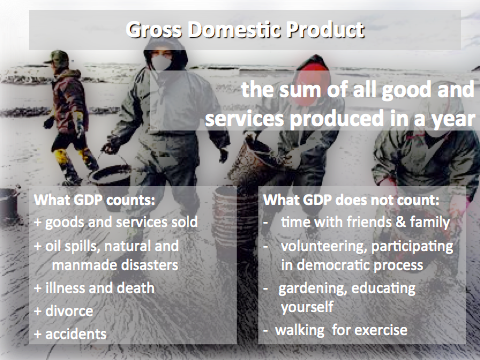 Gross Domestic Product
the sum of all good and
services produced in a year
What GDP counts:
+ goods and services sold
+ oil spills, natural and
manmade disasters
+ illness and death
+ divorce
+ accidents
What GDP does not count:
- time with friends & family
- volunteering, participating
in democratic process
- gardening, educating
yourself
- walking for exercise